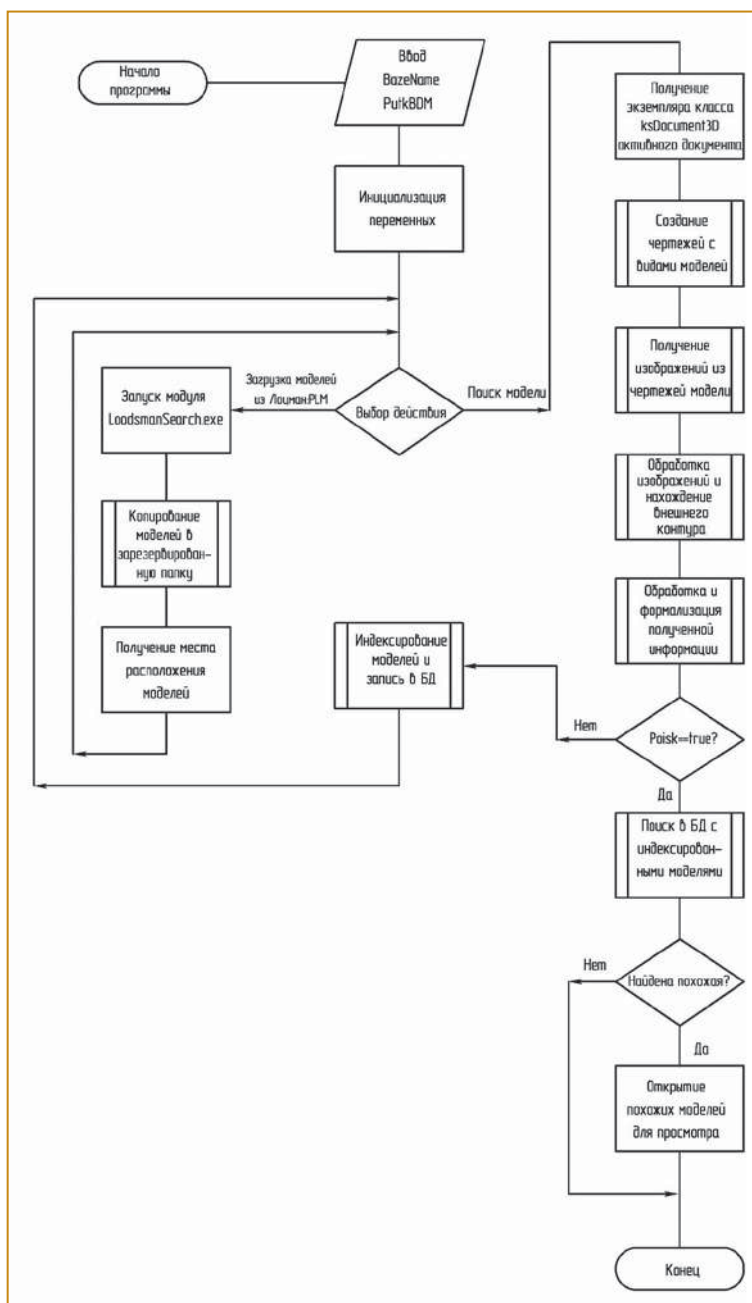 Начало
программы
Ввод
BazeName
PutkBDM
Инициализация
переменных
Выбор действия
Загрузка моделей
из Лоцман:PLM
Запуск модуля
LoodsmanSearch.exe
Копирование
моделей в
зарезервирован-
ную папку
Получение места
расположения
моделей
Поиск модели
Получение
экземпляра класса
ksDocument3D
активного документа
Создание
чертежей с
видами моделей
Получение
изображений из
чертежей модели
Обработка
изображений и
нахождение
внешнего
контура
Обработка и
формализация
полученной
информации
Poisk==true?
Нет
Индексирование
моделей и
запись в БД
Да
Поиск в БД с
индексирован-
ными моделями
Найдена похожая?
Нет
Да
Открытие
похожих моделей
для просмотра
Конец